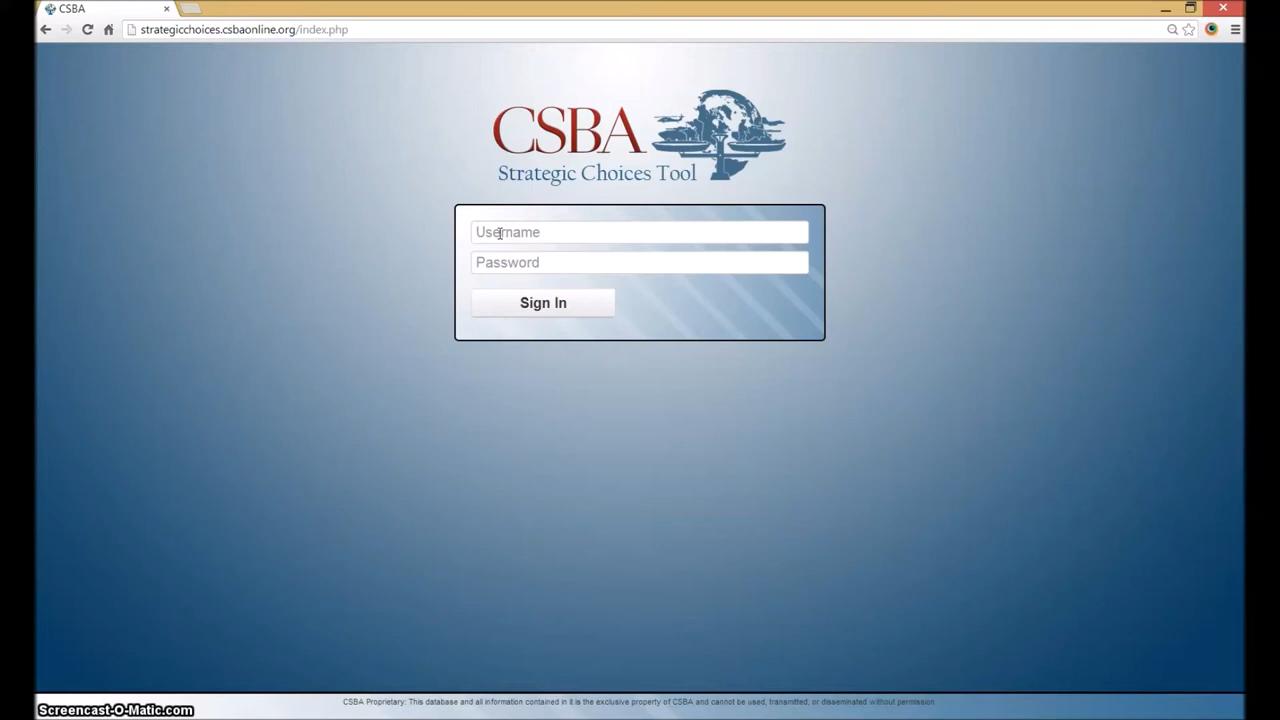 CSBA
strategicchoices.csbaonline.org/index.php
CSBA
Strategic Choices Tool
Username
Password
Sign In
CSBA Proprietary: This database and all information contained in it is the exclusive property of CSBA and cannot be used, transmitted, or disseminated without permission
Screencast-O-Matic.com